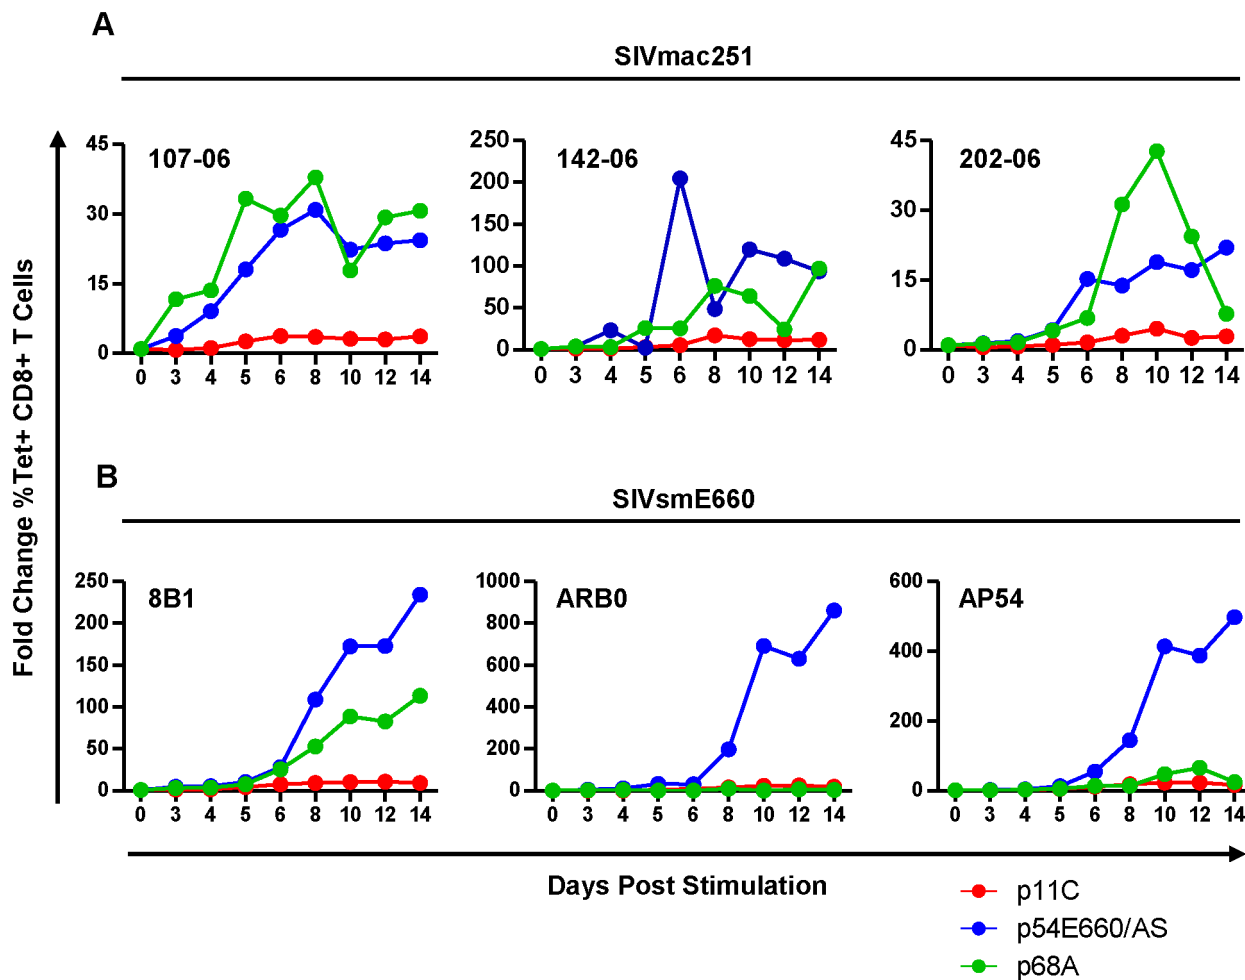 A
SIVmac251
Fold Change %Tet+ CD8+ T Cells
107-06
45
30
15
0
0 3 4 5 6 8 10 12 14
142-06
250
200
150
100
50
0
0 3 4 5 6 8 10 12 14
202-06
45
30
15
0
0 3 4 5 6 8 10 12 14
B
SIVsmE660
8B1
250
200
150
100
50
0
0 3 4 5 6 8 10 12 14
ARB0
1000
800
600
400
200
0
0 3 4 5 6 8 10 12 14
AP54
600
400
200
0
0 3 4 5 6 8 10 12 14
Days Post Stimulation
p11C
p54E660/AS
p68A